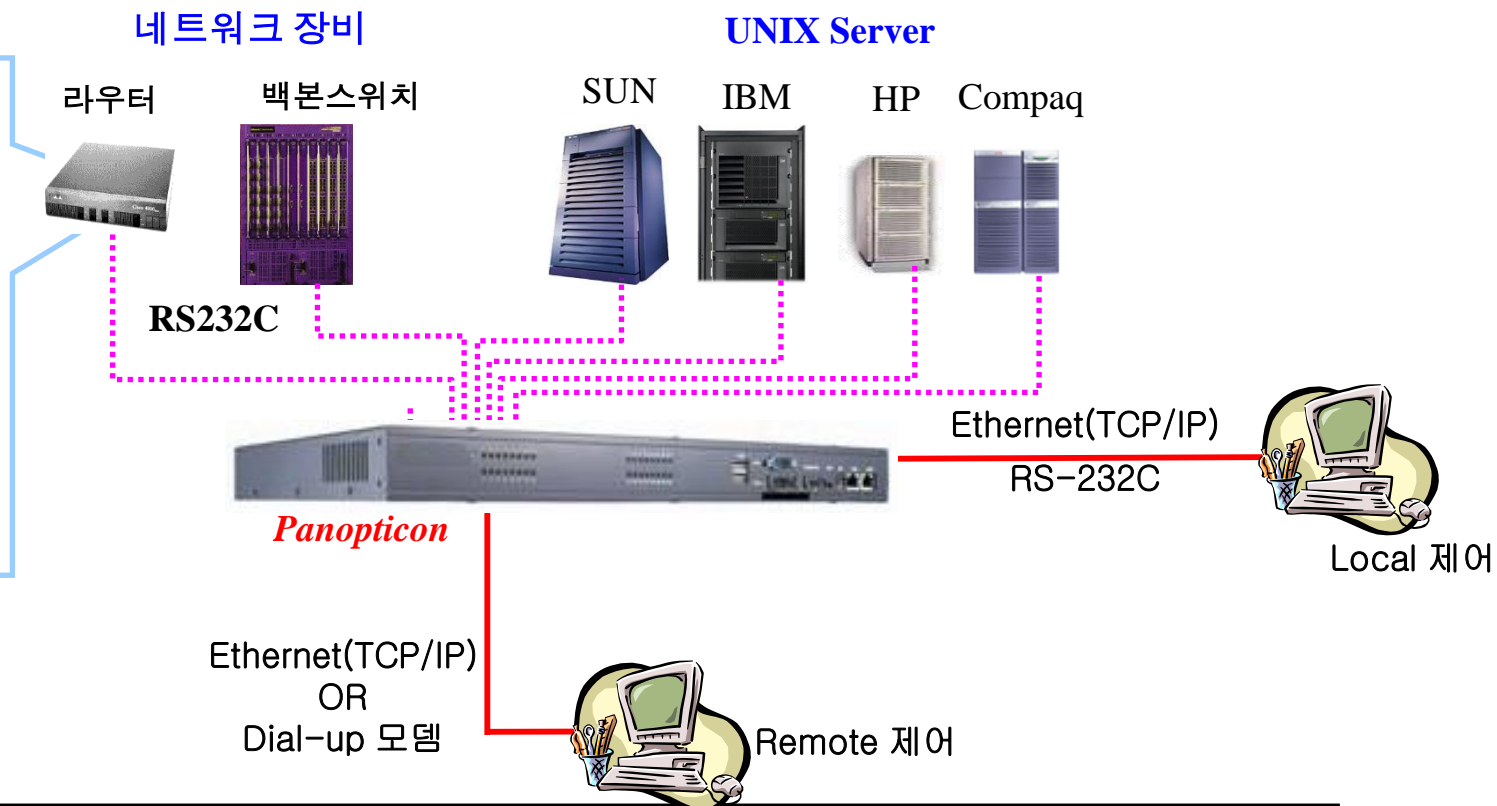 네트워크 장비
UNIX Server
라우터
백본스위치
SUN
IBM
HP
Compaq
RS232C
Ethernet(TCP/IP)
RS-232C
Panopticon
Local 제어
Ethernet(TCP/IP)
OR
Dial-up 모뎀
Remote 제어